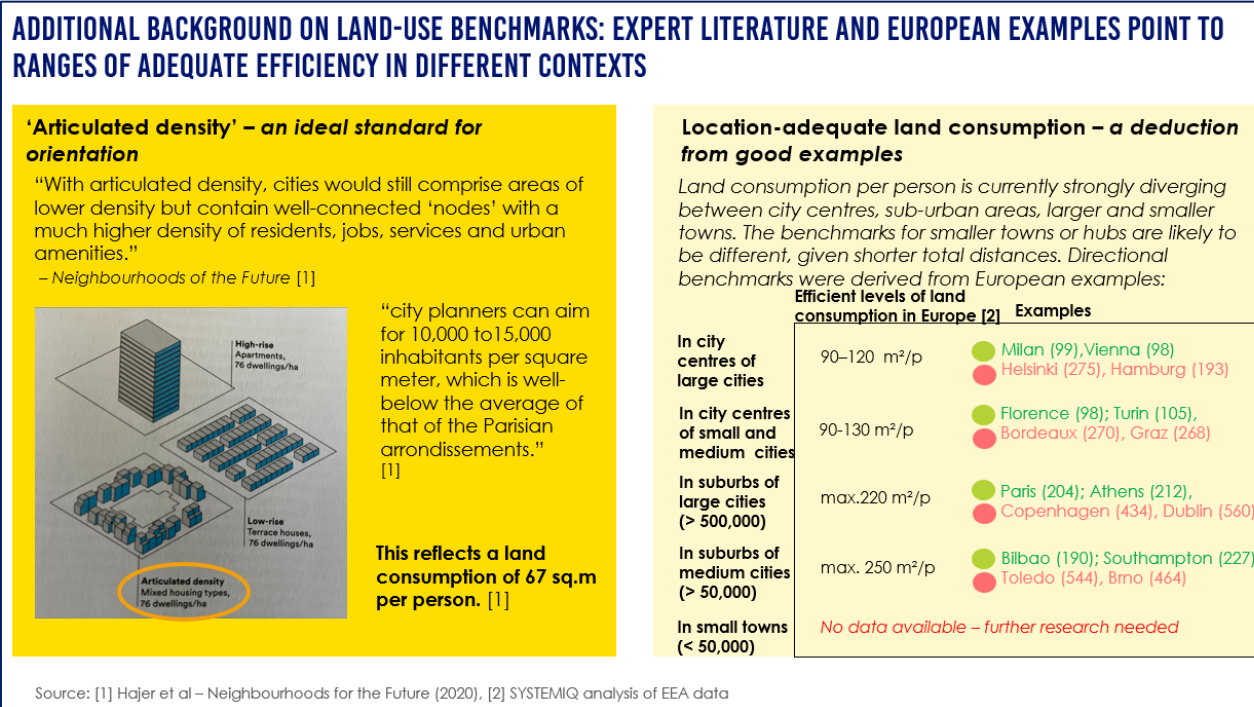 ADDITIONAL BACKGROUND ON LAND-USE BENCHMARKS: EXPERT LITERATURE AND EUROPEAN EXAMPLES POINT TO
RANGES OF ADEQUATE EFFICIENCY IN DIFFERENT CONTEXTS
‘Articulated density’ – an ideal standard for
orientation
“With articulated density, cities would still comprise areas of
lower density but contain well-connected ‘nodes’ with a
much higher density of residents, jobs, services and urban
amenities.”
– Neighbourhoods of the Future [1]
High-rise
Apartments,
76 dwellings/ha
Low-rise
Terrace houses,
76 dwellings/ha
Articulated density
Mixed housing types,
76 dwellings/ha
“city planners can aim
for 10,000 to15,000
inhabitants per square
meter, which is well-
below the average of
that of the Parisian
arrondissements.”
[1]
This reflects a land
consumption of 67 sq.m
per person. [1]
Location-adequate land consumption – a deduction
from good examples
Land consumption per person is currently strongly diverging
between city centres, sub-urban areas, larger and smaller
towns. The benchmarks for smaller towns or hubs are likely to
be different, given shorter total distances. Directional
benchmarks were derived from European examples:
Efficient levels of land
consumption in Europe [2]
Examples
In city
centres of
large cities
90–120 m²/p
Milan (99),Vienna (98)
Helsinki (275), Hamburg (193)
In city centres
of small and
medium cities
90-130 m²/p
Florence (98); Turin (105),
Bordeaux (270), Graz (268)
In suburbs of
large cities
(> 500,000)
max.220 m²/p
Paris (204); Athens (212),
Copenhagen (434), Dublin (560)
In suburbs of
medium cities
(> 50,000)
max. 250 m²/p
Bilbao (190); Southampton (227)
Toledo (544), Brno (464)
In small towns
(< 50,000)
No data available – further research needed
Source: [1] Hajer et al – Neighbourhoods for the Future (2020), [2] SYSTEMIQ analysis of EEA data